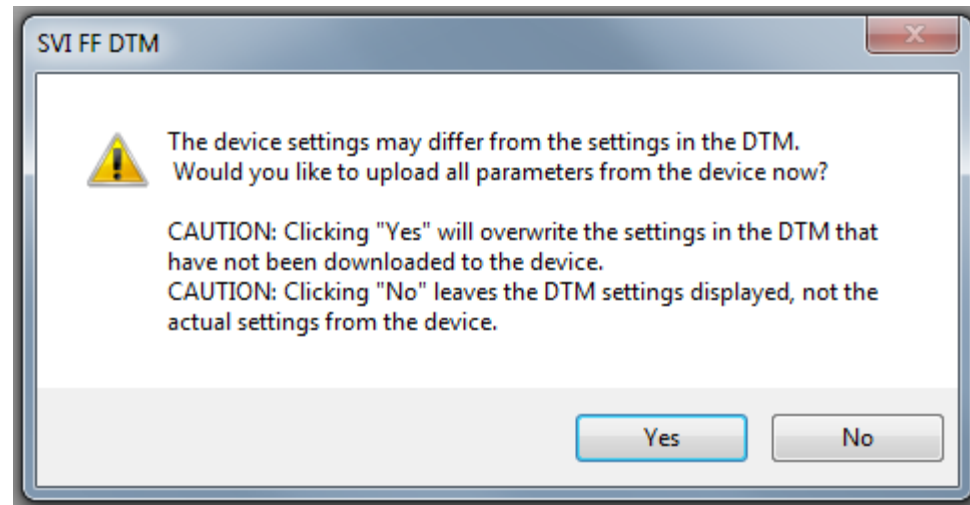 SVI FF DTM
The device settings may differ from the settings in the DTM.
Would you like to upload all parameters from the device now?
CAUTION: Clicking "Yes" will overwrite the settings in the DTM that
have not been downloaded to the device.
CAUTION: Clicking "No" leaves the DTM settings displayed, not the
actual settings from the device.
Yes
No